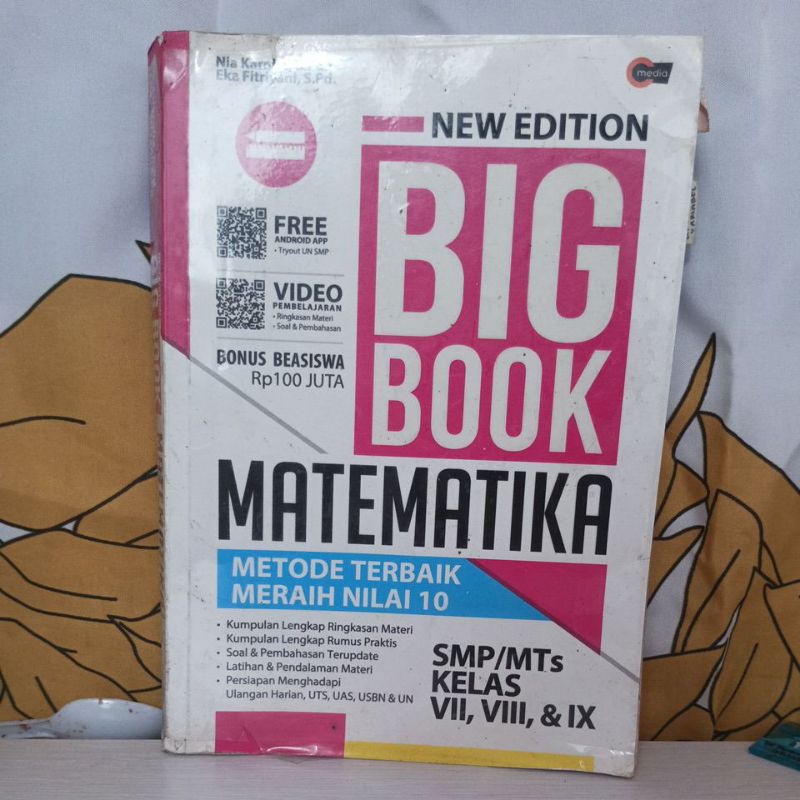 Nia
Eka Fitriyani, S.Pd.
media
NEW EDITION
BIG
BOOK
MATEMATIKA
FREE
ANDROID APP
• Tryout UN SMP
VIDEO
PEMBELAJARAN
• Ringkasan Materi
• Soal & Pembahasan
BONUS BEASISWA
Rp100 JUTA
METODE TERBAIK
MERAIH NILAI 10
• Kumpulan Lengkap Ringkasan Materi
• Kumpulan Lengkap Rumus Praktis
• Soal & Pembahasan Terupdate
• Latihan & Pendalaman Materi
• Persiapan Menghadapi
Ulangan Harian, UTS, UAS, USBN & UN
SMP/MTs
KELAS
VII, VIII, & IX